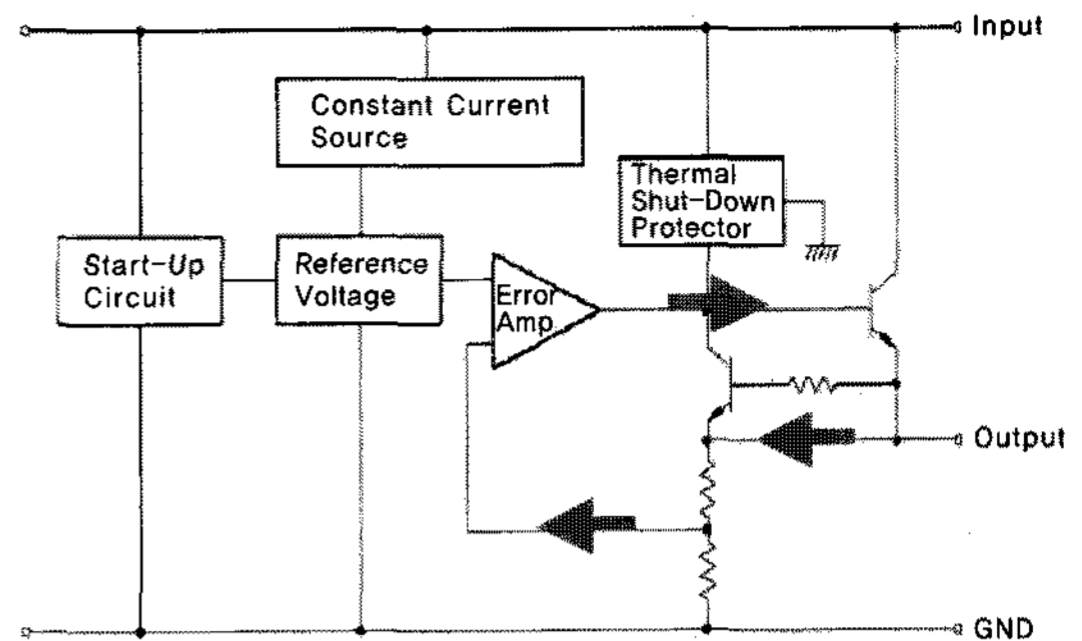 Input
Constant Current
Source
Thermal
Shut-Down
Protector
Start-Up
Circuit
Reference
Voltage
Error
Amp
Output
GND